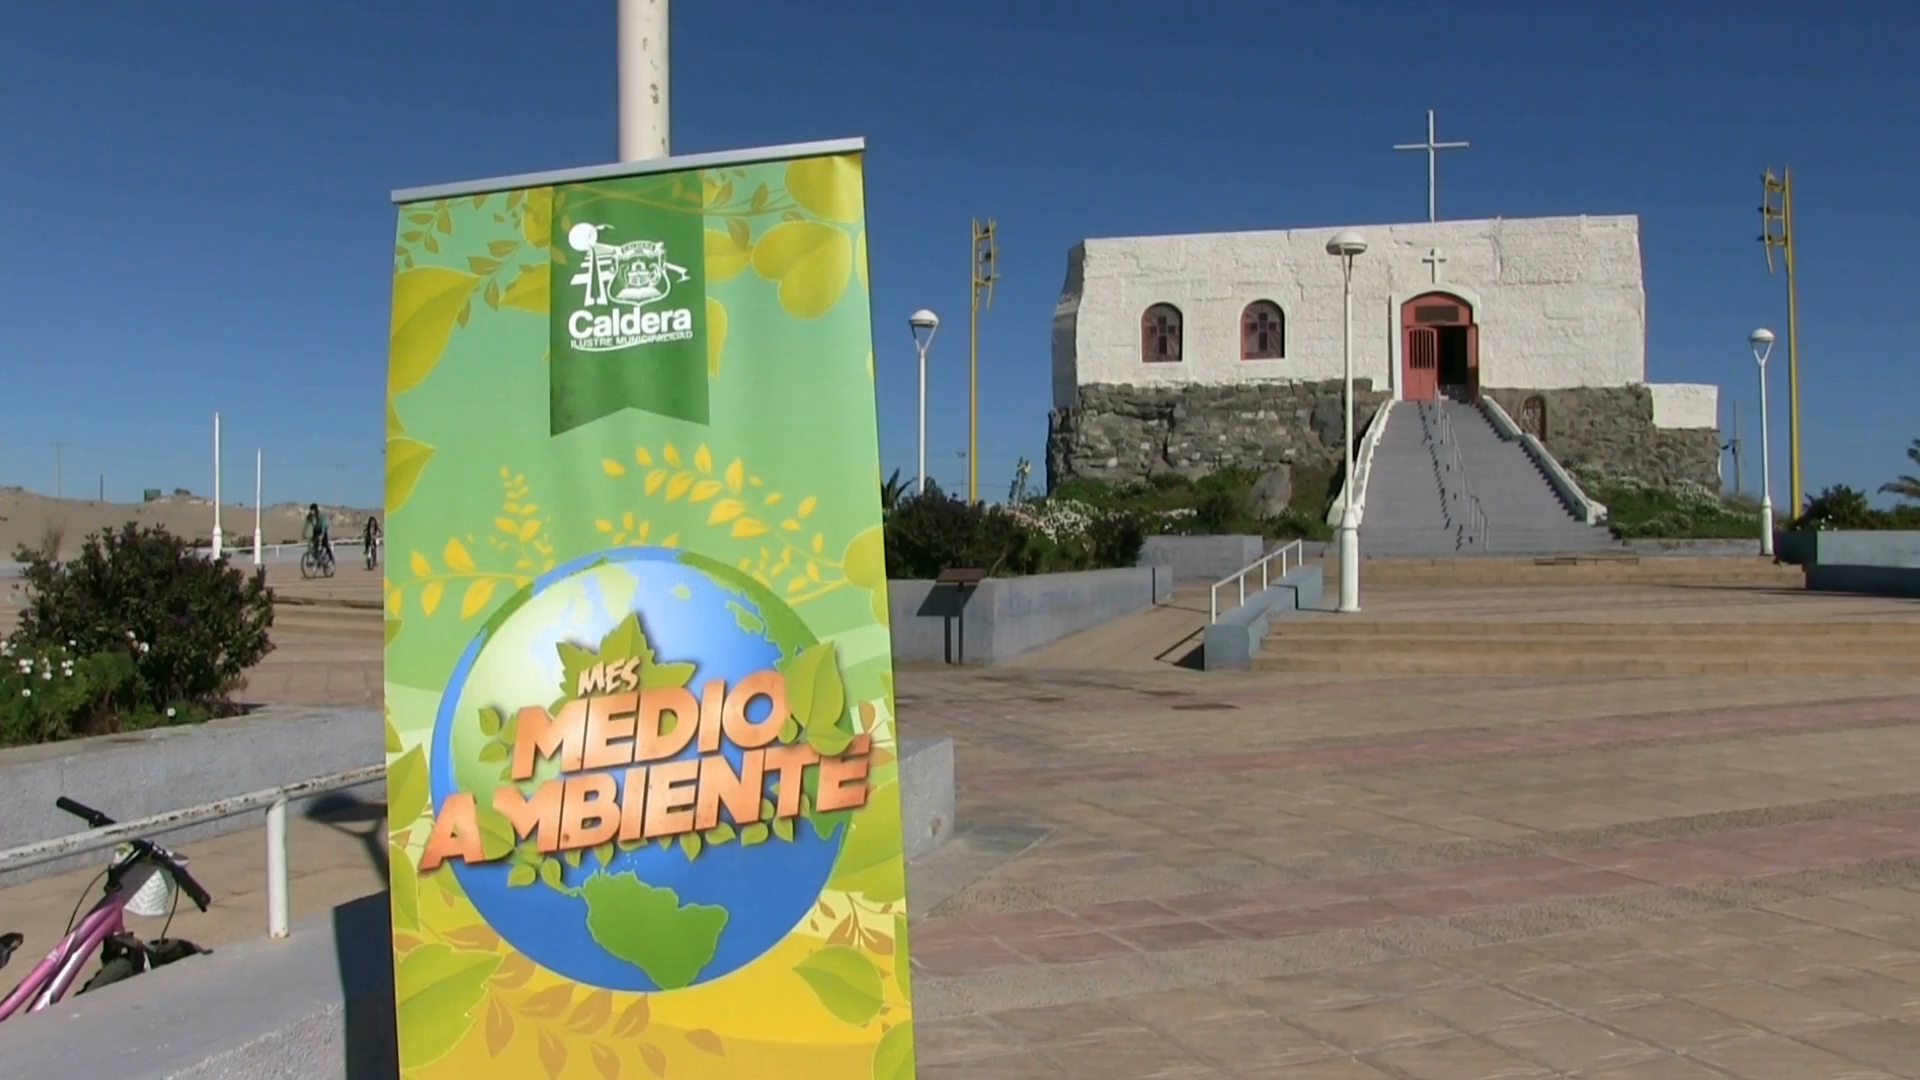 Caldera
ILUSTRE MUNICIPALIDAD
MES
MEDIO
AMBIENTE